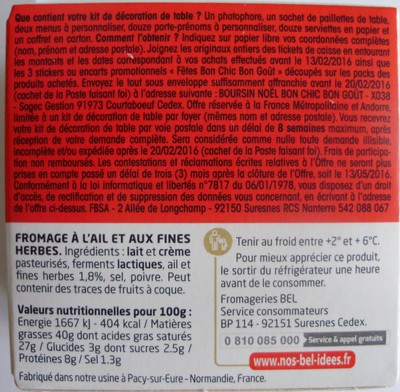 Que contient votre kit de décoration de table ? Un photophore, un sachet de paillettes de table,
deux menus à personnaliser, douze porte-prénoms à personnaliser, douze serviettes en papier et
un coffret en carton. Comment l'obtenir ? Indiquez sur papier libre vos coordonnées complètes
(nom, prénom et adresse postale). Joignez les originaux entiers des tickets de caisse en entourant
les montants et les dates correspondant à vos achats effectués avant le 13/02/2016 ainsi que
les 3 stickers ou encarts promotionnels « Fêtes Bon Chic Bon Goût » découpés sur les packs des
produits achetés. Envoyez le tout sous enveloppe suffisamment affranchie avant le 20/02/2016
(cachet de la Poste faisant foi) à l'adresse suivante : BOURSIN NOËL BON CHIC BON GOÛT - X038
- Sogec Gestion 91973 Courtaboeuf Cedex. Offre réservée à la France Métropolitaine et Andorre,
limitée à un kit de décoration de table par foyer (mêmes nom et adresse postale). Vous recevrez
votre kit de décoration de table par voie postale dans un délai de 8 semaines maximum, après
réception de votre demande complète. Sera considérée comme nulle toute demande illisible,
incomplète et/ou expédiée après le 20/02/2016 (cachet de la Poste faisant foi). Frais de partici-
pation non remboursés. Les contestations et réclamations écrites relatives à l'Offre ne seront plus
prises en compte passé un délai de trois (3) mois après la clôture de l'Offre, soit le 13/05/2016.
Conformément à la loi informatique et libertés n°7817 du 06/01/1978, vous disposez d'un droit
d'accès, de rectification et de suppression des données vous concernant, en écrivant à l'adresse
de l'offre ci-dessus. FBSA - 2 Allée de Longchamp - 92150 Suresnes RCS Nanterre 542 088 067
FROMAGE À L'AIL ET AUX FINES
HERBES. Ingrédients : lait et crème
pasteurisés, ferments lactiques, ail et
fines herbes 1,8%, sel, poivre. Peut
contenir des traces de fruits à coque.
Valeurs nutritionnelles pour 100g :
Energie 1667 kJ - 404 kcal / Matières
grasses 40g dont acides gras saturés
27g / Glucides 3g dont sucres 2.5g /
Protéines 8g / Sel 1.3g
Fabriqué dans notre usine à Pacy-sur-Eure - Normandie, France.
Tenir au froid entre +2° et + 6°C.
Pour mieux apprécier ce produit,
le sortir du réfrigérateur une heure
avant de le consommer.
Fromageries BEL
Service consommateurs
BP 114 - 92151 Suresnes Cedex.
0 810 085 000 Service & appel gratuits
www.nos-bel-idees.fr